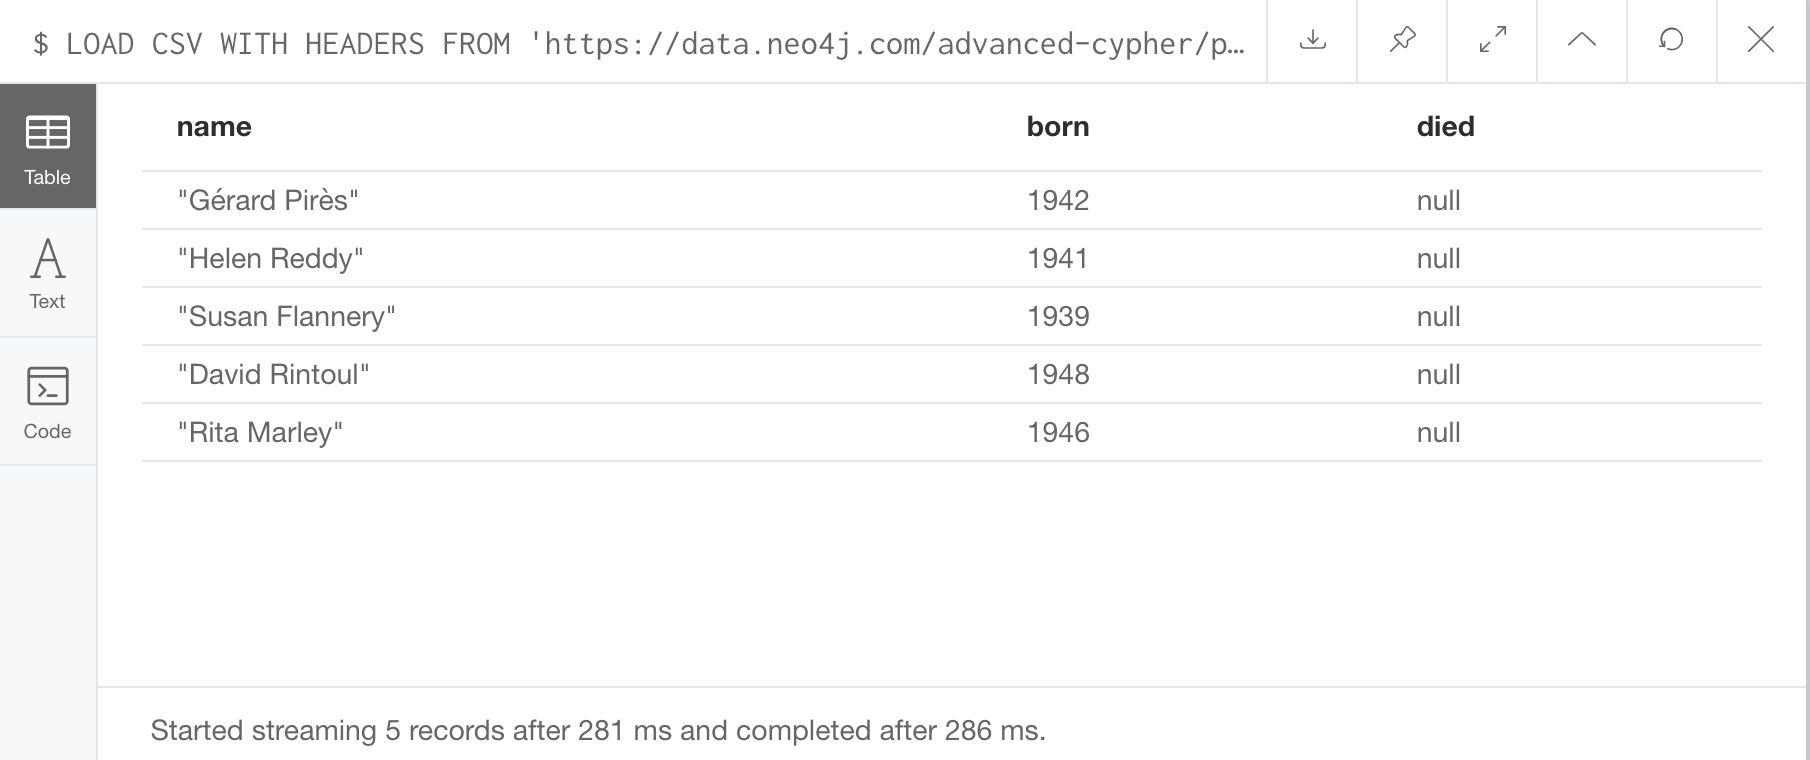 $ LOAD CSV WITH HEADERS FROM 'https://data.neo4j.com/advanced-cypher/p…
Table
Text
Code
name born died
"Gérard Pirès" 1942 null
"Helen Reddy" 1941 null
"Susan Flannery" 1939 null
"David Rintoul" 1948 null
"Rita Marley" 1946 null
Started streaming 5 records after 281 ms and completed after 286 ms.